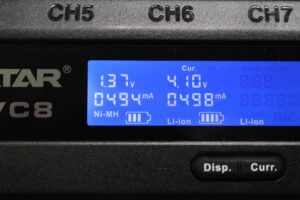 CH5 CH6 CH7
TAR®
VC8
Cur.
1.37V 4.10V
0494mA 0498mA
Ni-MH Li-ion Li-ion
Disp. Curr.